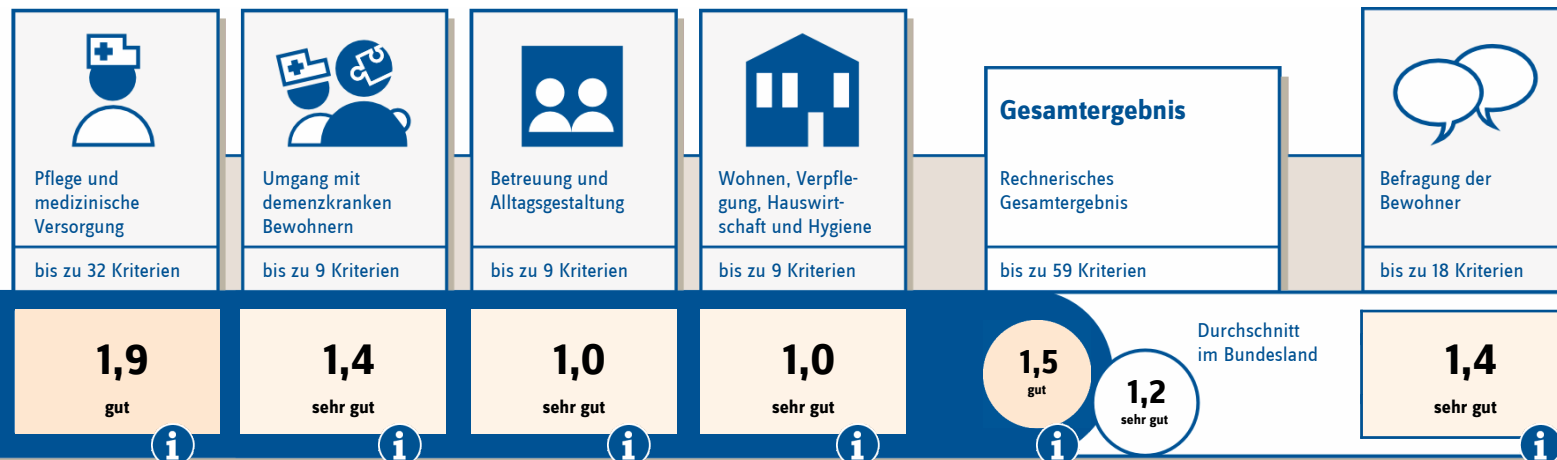 Pflege und
medizinische
Versorgung
bis zu 32 Kriterien
1,9
gut
i
Umgang mit
demenzkranken
Bewohnern
bis zu 9 Kriterien
1,4
sehr gut
i
Betreuung und
Alltagsgestaltung
bis zu 9 Kriterien
1,0
sehr gut
i
Wohnen, Verpfle-
gung, Hauswirt-
schaft und Hygiene
bis zu 9 Kriterien
1,0
sehr gut
i
Gesamtergebnis
Rechnerisches
Gesamtergebnis
bis zu 59 Kriterien
1,5
gut
i
Durchschnitt
im Bundesland
1,2
sehr gut
Befragung der
Bewohner
bis zu 18 Kriterien
1,4
sehr gut
i